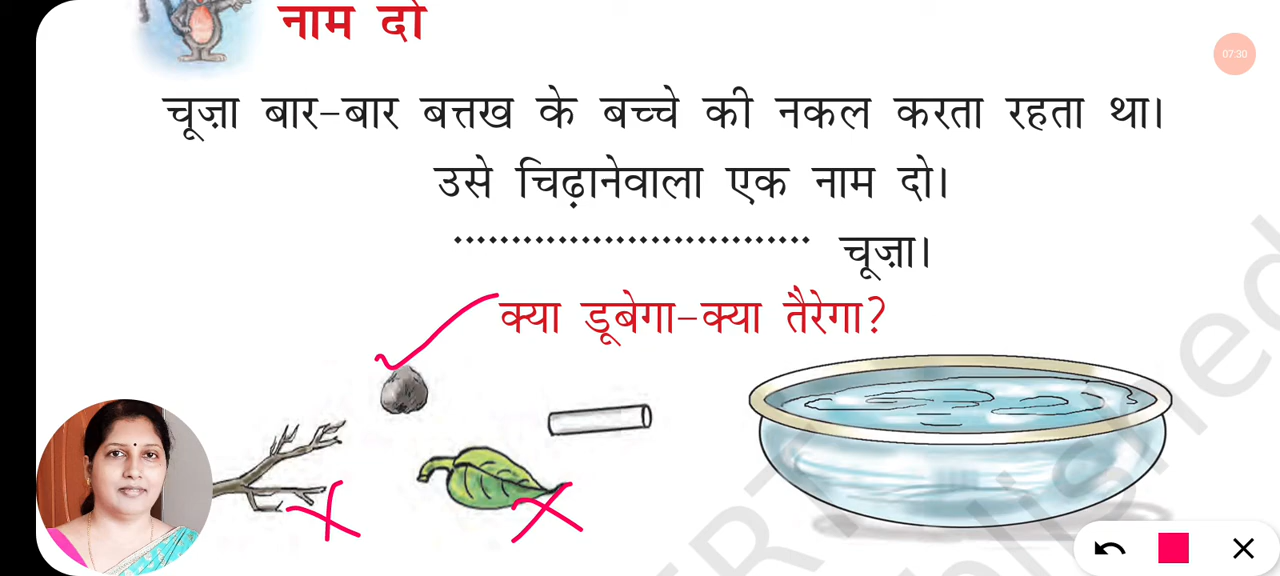 नाम दो
07:30
चूज़ा बार-बार बत्तख के बच्चे की नकल करता रहता था।
उसे चिढ़ानेवाला एक नाम दो।
.............................. चूज़ा।
क्या डूबेगा-क्या तैरेगा?